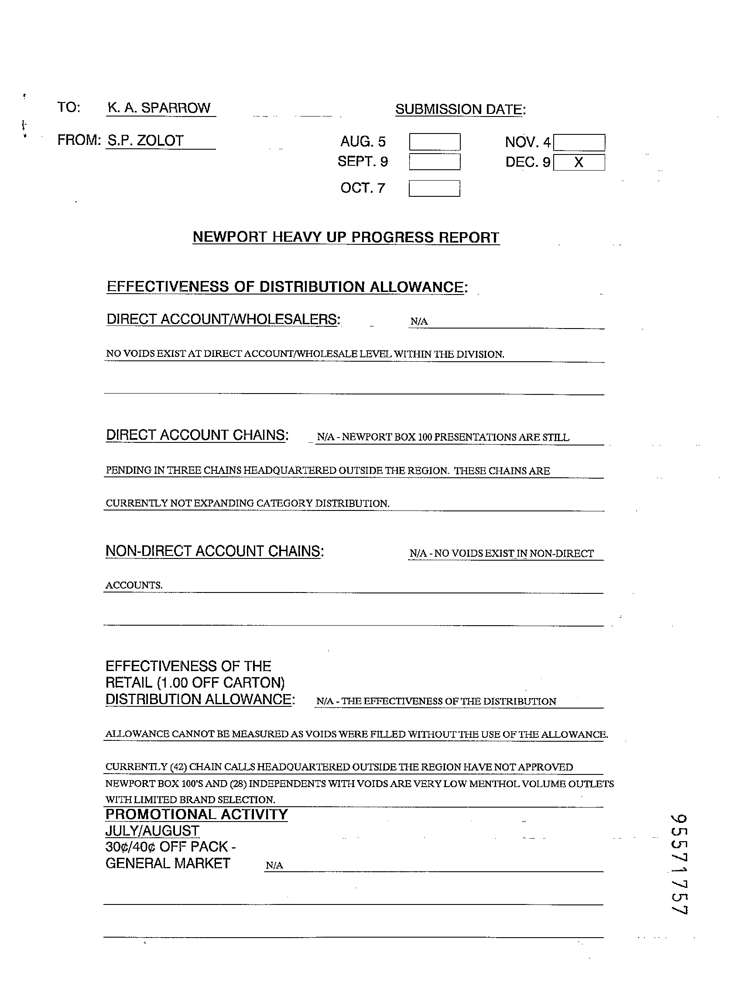 TO: K. A. SPARROW SUBMISSION DATE:
FROM: S.P. ZOLOT AUG. 5 NOV. 4
SEPT. 9 DEC. 9 X
OCT. 7
NEWPORT HEAVY UP PROGRESS REPORT
EFFECTIVENESS OF DISTRIBUTION ALLOWANCE:
DIRECT ACCOUNT/WHOLESALERS: N/A
NO VOIDS EXIST AT DIRECT ACCOUNT/WHOLESALE LEVEL WITHIN THE DIVISION.
DIRECT ACCOUNT CHAINS: N/A - NEWPORT BOX 100 PRESENTATIONS ARE STILL
PENDING IN THREE CHAINS HEADQUARTERED OUTSIDE THE REGION. THESE CHAINS ARE
CURRENTLY NOT EXPANDING CATEGORY DISTRIBUTION.
NON-DIRECT ACCOUNT CHAINS: N/A - NO VOIDS EXIST IN NON-DIRECT
ACCOUNTS.
EFFECTIVENESS OF THE
RETAIL (1.00 OFF CARTON)
DISTRIBUTION ALLOWANCE: N/A - THE EFFECTIVENESS OF THE DISTRIBUTION
ALLOWANCE CANNOT BE MEASURED AS VOIDS WERE FILLED WITHOUT THE USE OF THE ALLOWANCE.
CURRENTLY (42) CHAIN CALLS HEADQUARTERED OUTSIDE THE REGION HAVE NOT APPROVED
NEWPORT BOX 100'S AND (28) INDEPENDENTS WITH VOIDS ARE VERY LOW MENTHOL VOLUME OUTLETS
WITH LIMITED BRAND SELECTION.
PROMOTIONAL ACTIVITY
JULY/AUGUST
30¢/40¢ OFF PACK -
GENERAL MARKET N/A
95571757